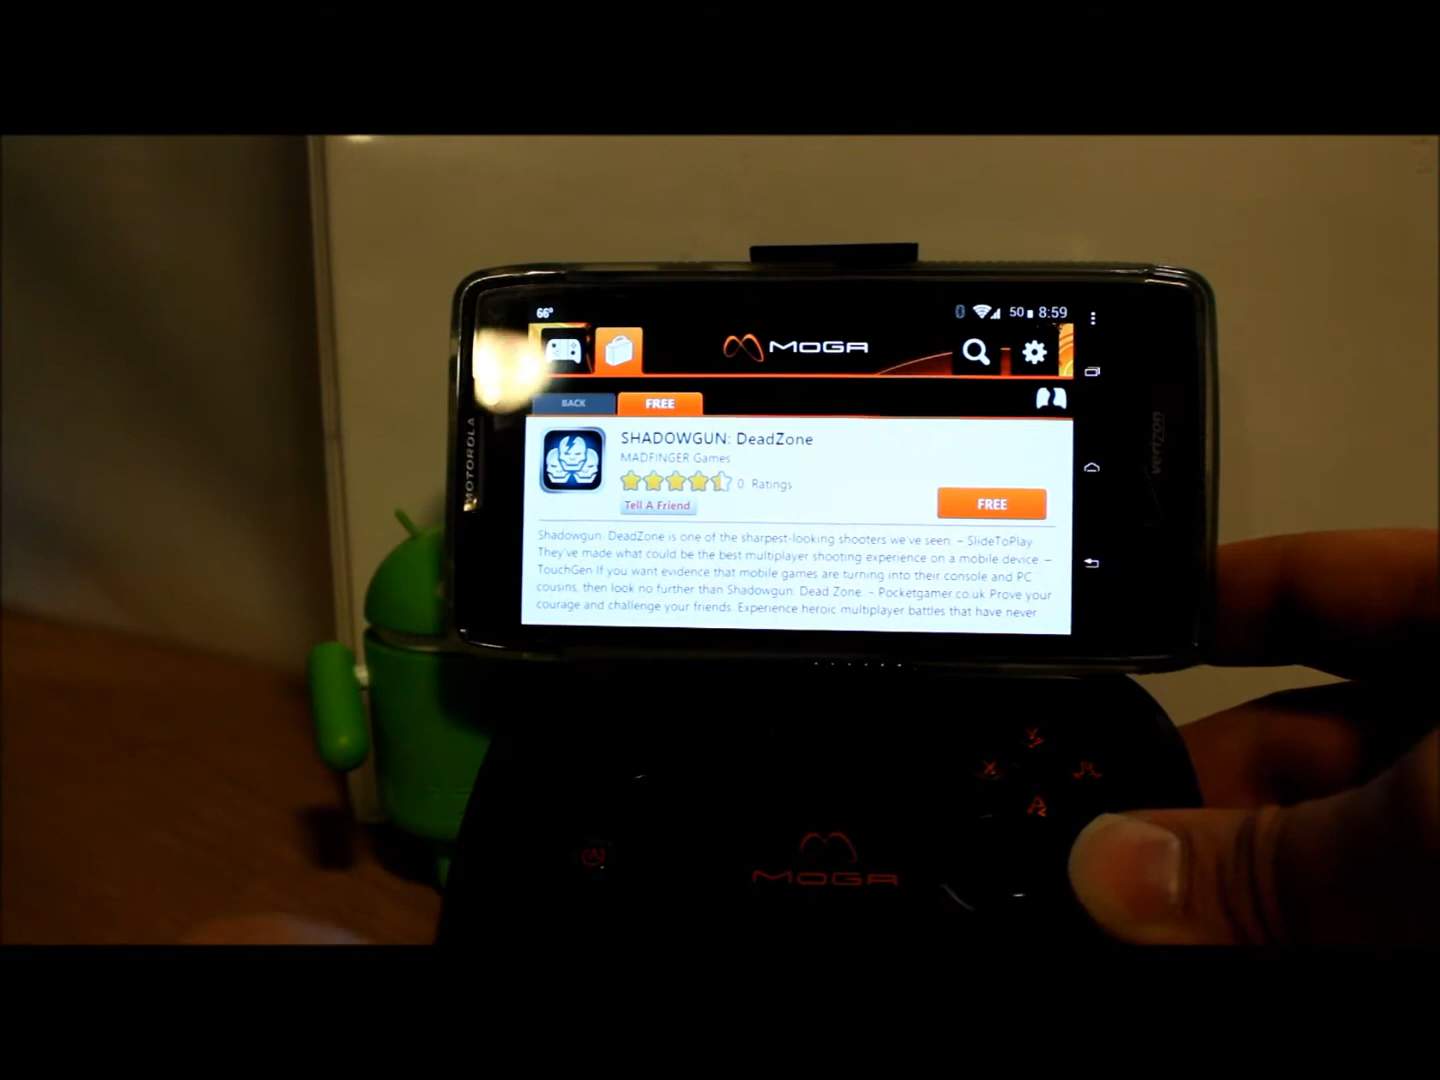 66°
50 8:59
MOGA
BACK
FREE
SHADOWGUN: DeadZone
MADFINGER Games
0 Ratings
Tell A Friend
FREE
Shadowgun: DeadZone is one of the sharpest-looking shooters we've seen. – SlideToPlay
They've made what could be the best multiplayer shooting experience on a mobile device –
TouchGen If you want evidence that mobile games are turning into their console and PC
cousins, then look no further than Shadowgun: Dead Zone. – Pocketgamer.co.uk Prove your
courage and challenge your friends. Experience heroic multiplayer battles that have never
MOTOROLA
verizon
Y
X
A
MOGA